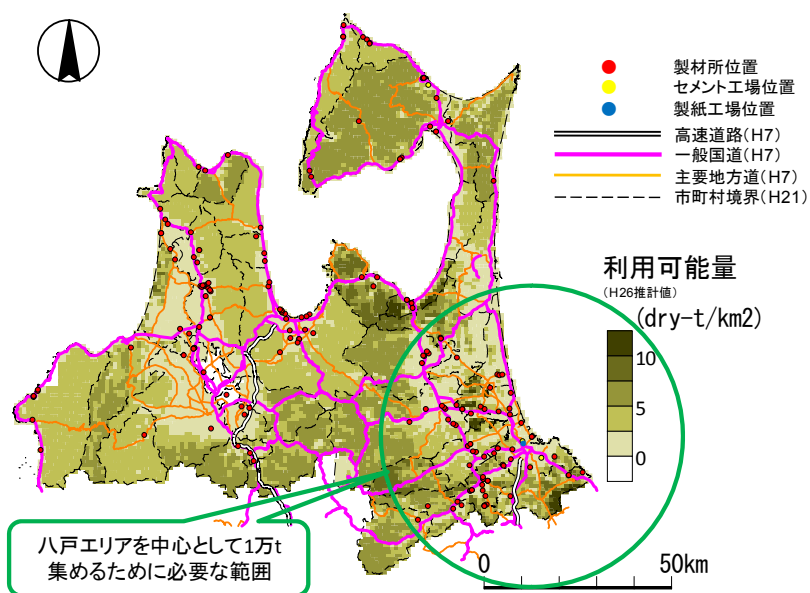 製材所位置
セメント工場位置
製紙工場位置
高速道路(H7)
一般国道(H7)
主要地方道(H7)
市町村境界(H21)
利用可能量
(H26推計値)
(dry-t/km2)
10
5
0
八戸エリアを中心として1万t
集めるために必要な範囲
0 50km